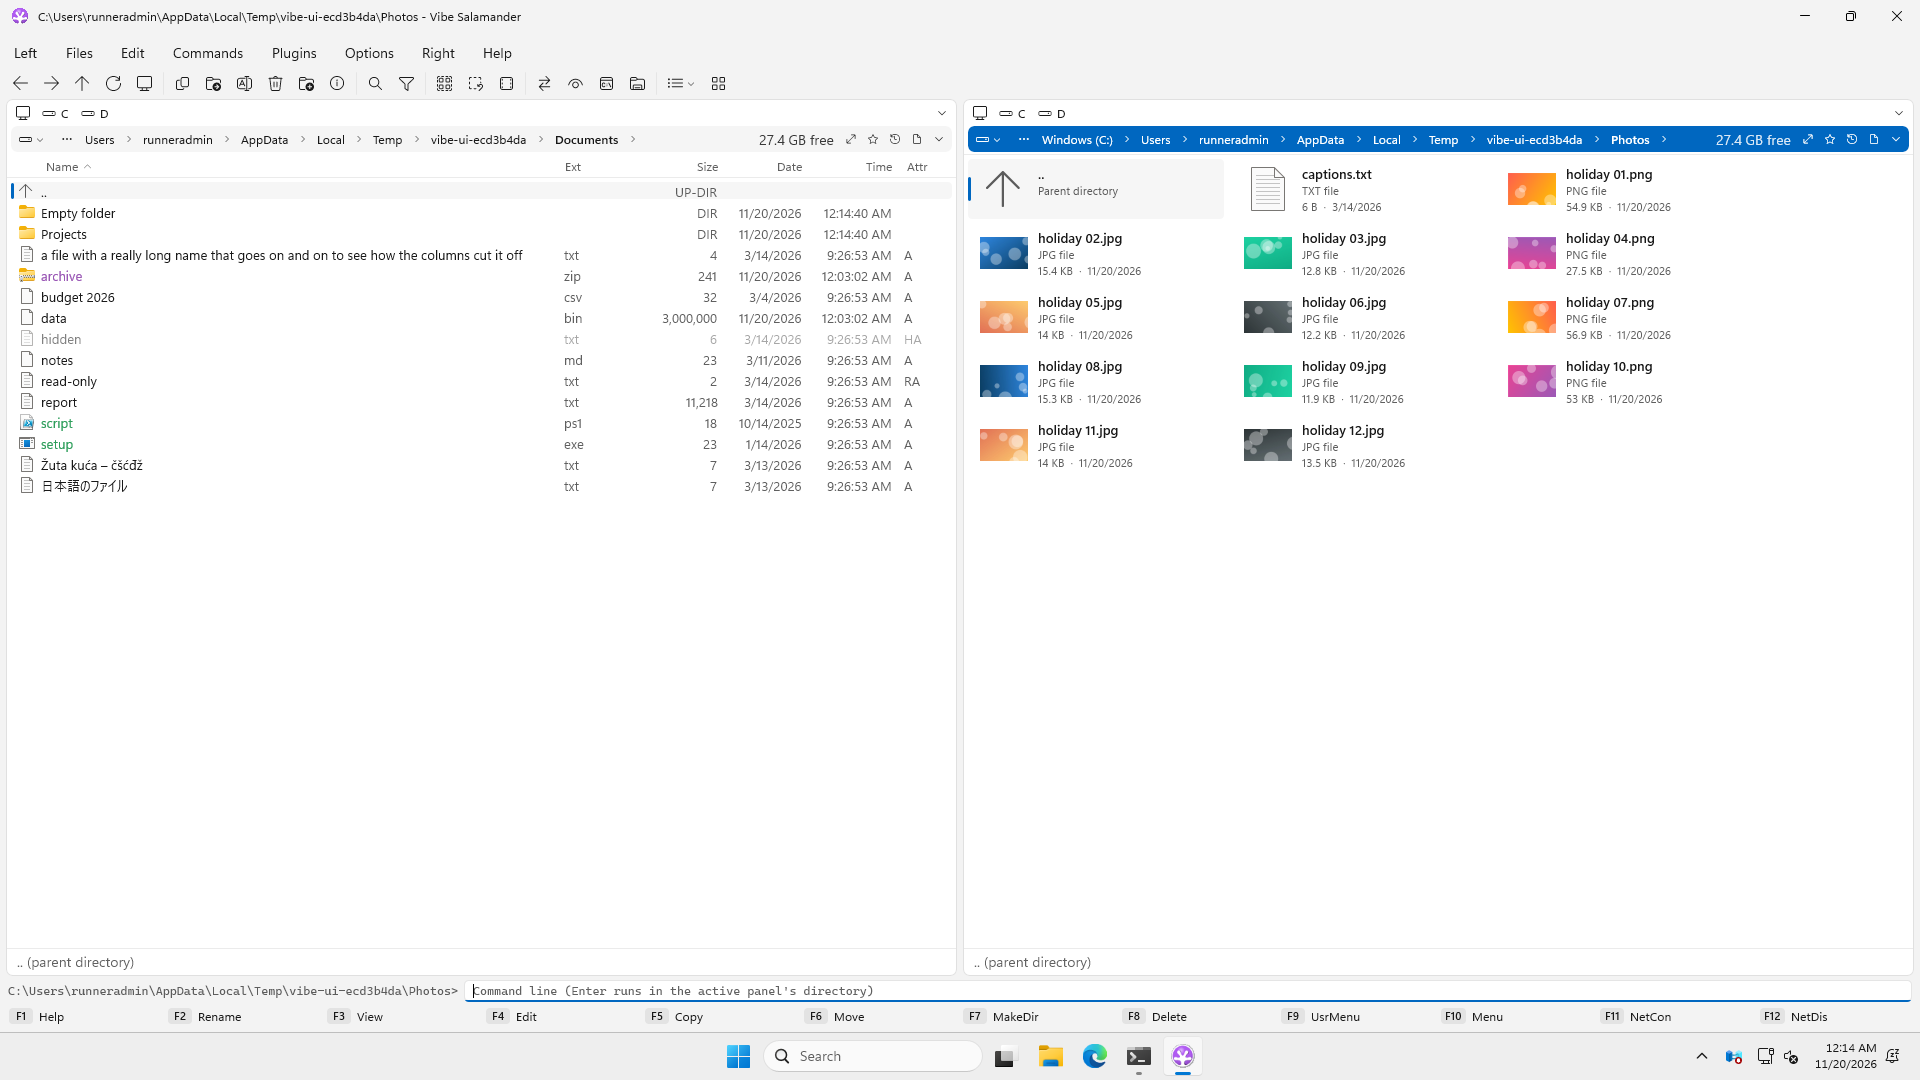 C:\Users\runneradmin\AppData\Local\Temp\vibe-ui-ecd3b4da\Photos - Vibe Salamander
Left Files Edit Commands Plugins Options Right Help
C D
Users runneradmin AppData Local Temp vibe-ui-ecd3b4da Documents 27.4 GB free
Name Ext Size Date Time Attr
.. UP-DIR
Empty folder DIR 11/20/2026 12:14:40 AM
Projects DIR 11/20/2026 12:14:40 AM
a file with a really long name that goes on and on to see how the columns cut it off txt 4 3/14/2026 9:26:53 AM A
archive zip 241 11/20/2026 12:03:02 AM A
budget 2026 csv 32 3/4/2026 9:26:53 AM A
data bin 3,000,000 11/20/2026 12:03:02 AM A
hidden txt 6 3/14/2026 9:26:53 AM HA
notes md 23 3/11/2026 9:26:53 AM A
read-only txt 2 3/14/2026 9:26:53 AM RA
report txt 11,218 3/14/2026 9:26:53 AM A
script ps1 18 10/14/2025 9:26:53 AM A
setup exe 23 1/14/2026 9:26:53 AM A
Žuta kuća – čšćđž txt 7 3/13/2026 9:26:53 AM A
日本語のファイル txt 7 3/13/2026 9:26:53 AM A
.. (parent directory)
C D
Windows (C:) Users runneradmin AppData Local Temp vibe-ui-ecd3b4da Photos 27.4 GB free
..
Parent directory
captions.txt
TXT file
6 B · 3/14/2026
holiday 01.png
PNG file
54.9 KB · 11/20/2026
holiday 02.jpg
JPG file
15.4 KB · 11/20/2026
holiday 03.jpg
JPG file
12.8 KB · 11/20/2026
holiday 04.png
PNG file
27.5 KB · 11/20/2026
holiday 05.jpg
JPG file
14 KB · 11/20/2026
holiday 06.jpg
JPG file
12.2 KB · 11/20/2026
holiday 07.png
PNG file
56.9 KB · 11/20/2026
holiday 08.jpg
JPG file
15.3 KB · 11/20/2026
holiday 09.jpg
JPG file
11.9 KB · 11/20/2026
holiday 10.png
PNG file
53 KB · 11/20/2026
holiday 11.jpg
JPG file
14 KB · 11/20/2026
holiday 12.jpg
JPG file
13.5 KB · 11/20/2026
.. (parent directory)
C:\Users\runneradmin\AppData\Local\Temp\vibe-ui-ecd3b4da\Photos> Command line (Enter runs in the active panel's directory)
F1 Help F2 Rename F3 View F4 Edit F5 Copy F6 Move F7 MakeDir F8 Delete F9 UsrMenu F10 Menu F11 NetCon F12 NetDis
Search
12:14 AM
11/20/2026